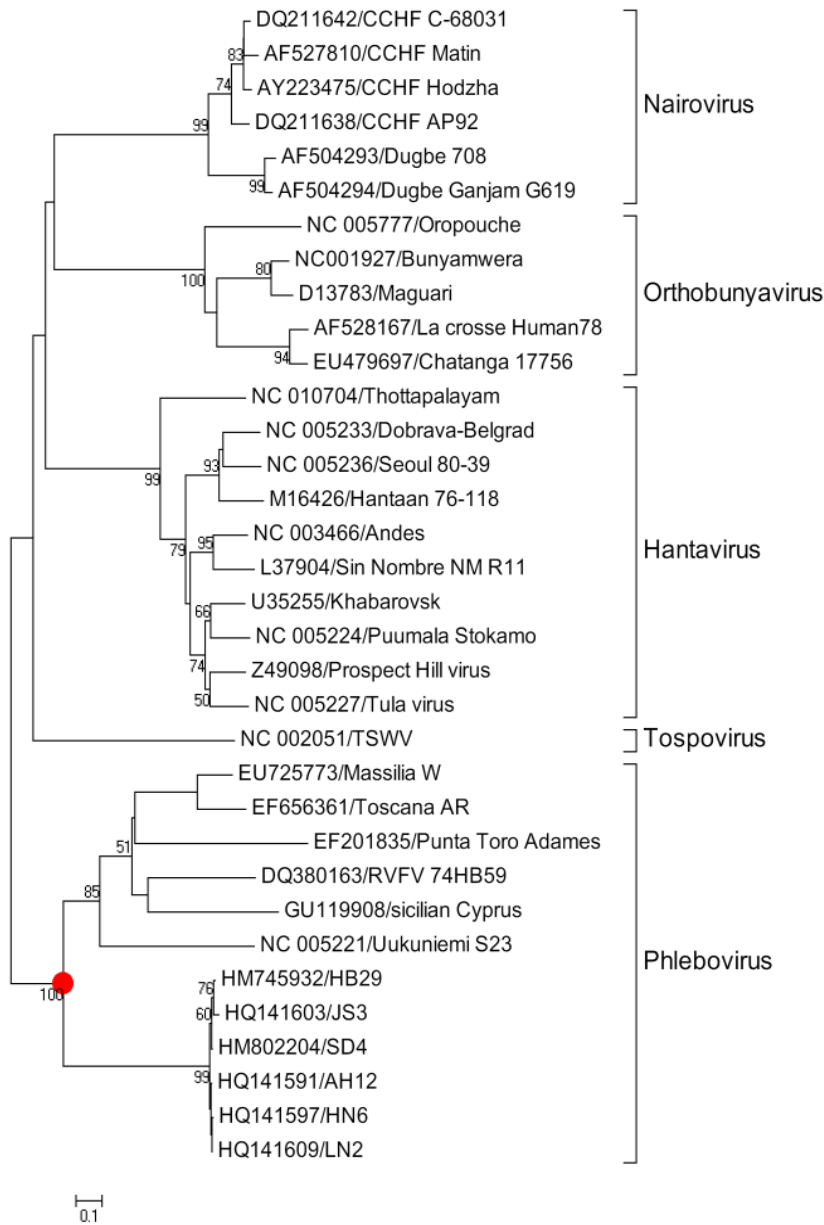 DQ211642/CCHF C-68031
83
AF527810/CCHF Matin
74
AY223475/CCHF Hodzha
Nairovirus
99
DQ211638/CCHF AP92
AF504293/Dugbe 708
99
AF504294/Dugbe Ganjam G619
NC 005777/Oropouche
80
NC001927/Bunyamwera
100
D13783/Maguari
Orthobunyavirus
AF528167/La crosse Human78
94
EU479697/Chatanga 17756
NC 010704/Thottapalayam
NC 005233/Dobrava-Belgrad
93
NC 005236/Seoul 80-39
99
M16426/Hantaan 76-118
95
NC 003466/Andes
79
Hantavirus
L37904/Sin Nombre NM R11
66
U35255/Khabarovsk
NC 005224/Puumala Stokamo
74
Z49098/Prospect Hill virus
50
NC 005227/Tula virus
NC 002051/TSWV
Tospovirus
EU725773/Massilia W
EF656361/Toscana AR
51
EF201835/Punta Toro Adames
85
DQ380163/RVFV 74HB59
GU119908/sicilian Cyprus
NC 005221/Uukuniemi S23
Phlebovirus
100
76
HM745932/HB29
60
HQ141603/JS3
HM802204/SD4
99
HQ141591/AH12
HQ141597/HN6
HQ141609/LN2
0.1